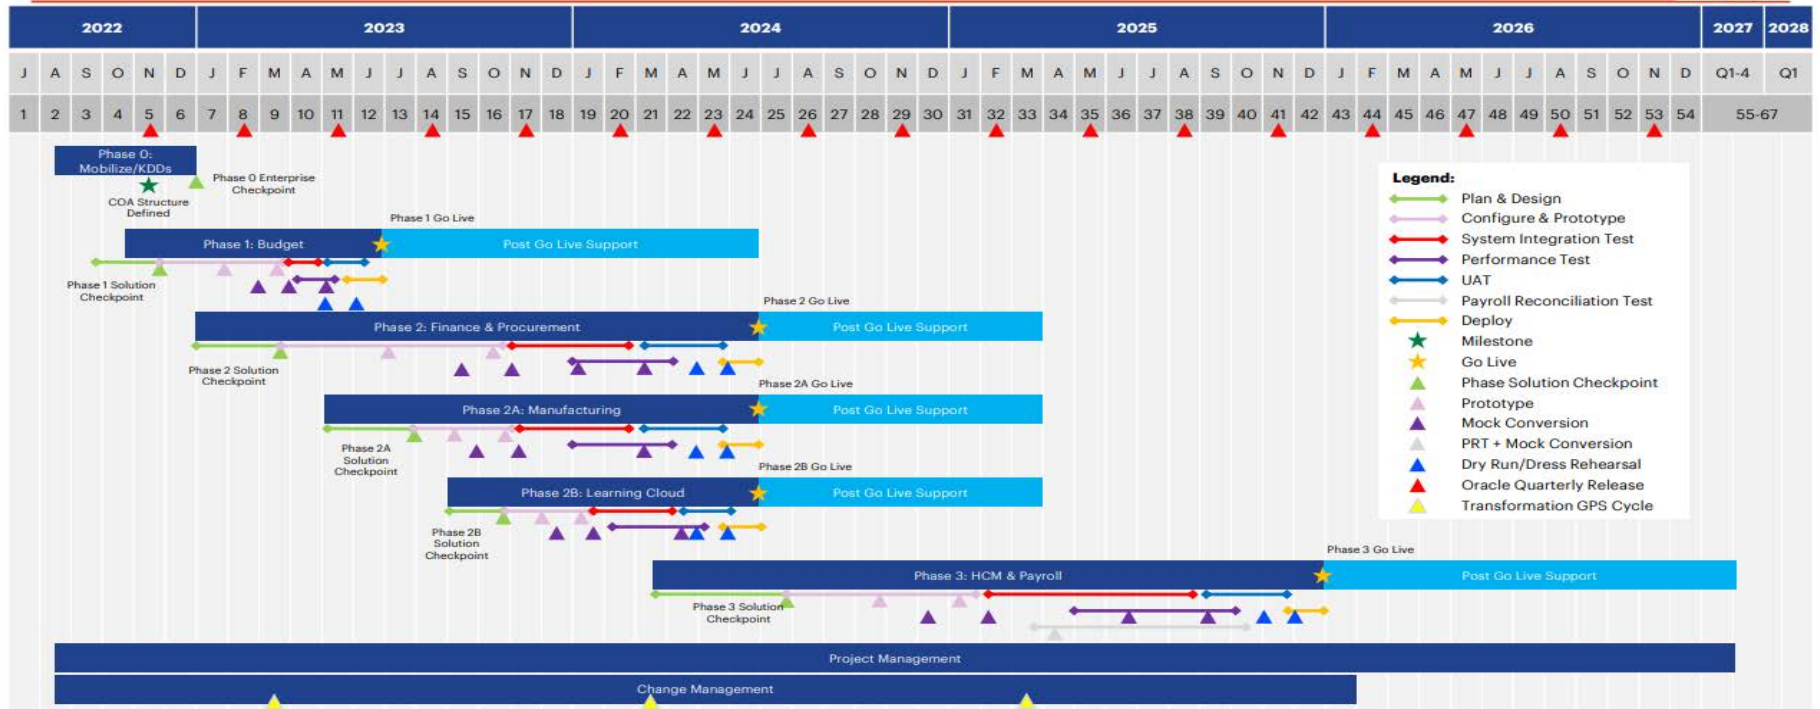 2022 2023 2024 2025 2026 2027 2028
J A S O N D J F M A M J J A S O N D J F M A M J J A S O N D J F M A M J J A S O N D J F M A M J J A S O N D Q1-4 Q1
1 2 3 4 5 6 7 8 9 10 11 12 13 14 15 16 17 18 19 20 21 22 23 24 25 26 27 28 29 30 31 32 33 34 35 36 37 38 39 40 41 42 43 44 45 46 47 48 49 50 51 52 53 54 55-67
Phase 0:
Mobilize/KDDs
Phase 0 Enterprise
Checkpoint
COA Structure
Defined
Phase 1 Go Live
Phase 1: Budget Post Go Live Support
Phase 1 Solution
Checkpoint
Phase 2 Go Live
Phase 2: Finance & Procurement Post Go Live Support
Phase 2 Solution
Checkpoint
Phase 2A Go Live
Phase 2A: Manufacturing Post Go Live Support
Phase 2A
Solution
Checkpoint
Phase 2B Go Live
Phase 2B: Learning Cloud Post Go Live Support
Phase 2B
Solution
Checkpoint
Phase 3 Go Live
Phase 3: HCM & Payroll Post Go Live Support
Phase 3 Solution
Checkpoint
Project Management
Change Management
Legend:
Plan & Design
Configure & Prototype
System Integration Test
Performance Test
UAT
Payroll Reconciliation Test
Deploy
Milestone
Go Live
Phase Solution Checkpoint
Prototype
Mock Conversion
PRT + Mock Conversion
Dry Run/Dress Rehearsal
Oracle Quarterly Release
Transformation GPS Cycle